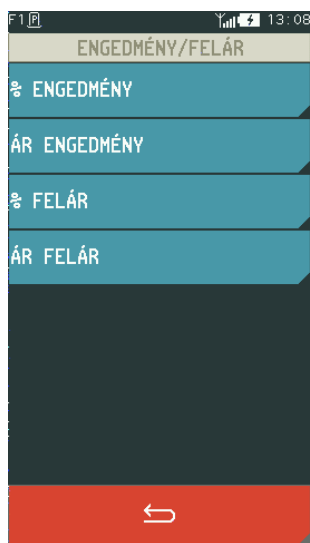 F1 P 13:08
ENGEDMÉNY/FELÁR
% ENGEDMÉNY
ÁR ENGEDMÉNY
% FELÁR
ÁR FELÁR